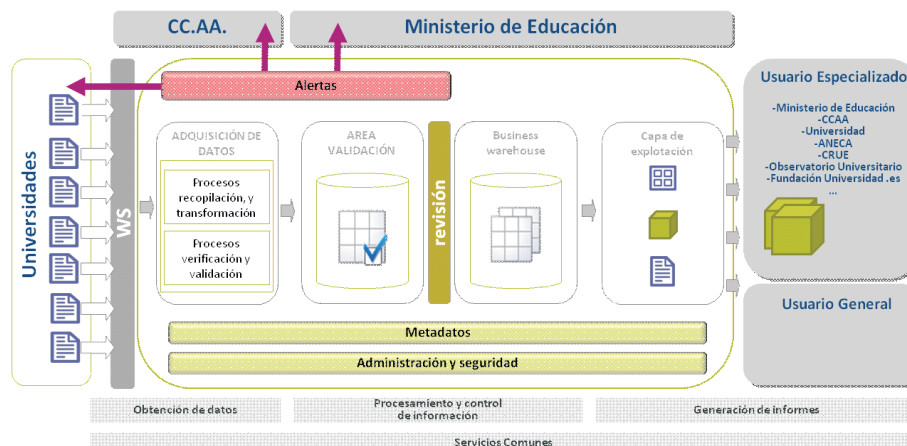 CC.AA.
Ministerio de Educación
Universidades
WS
Alertas
ADQUISICIÓN DE
DATOS
Procesos
recopilación, y
transformación
Procesos
verificación y
validación
AREA
VALIDACIÓN
revisión
Business
warehouse
Capa de
explotación
Metadatos
Administración y seguridad
Usuario Especializado
-Ministerio de Educación
-CCAA
-Universidad
-ANECA
-CRUE
-Observatorio Universitario
-Fundación Universidad .es
...
Usuario General
Obtención de datos
Procesamiento y control
de información
Generación de informes
Servicios Comunes